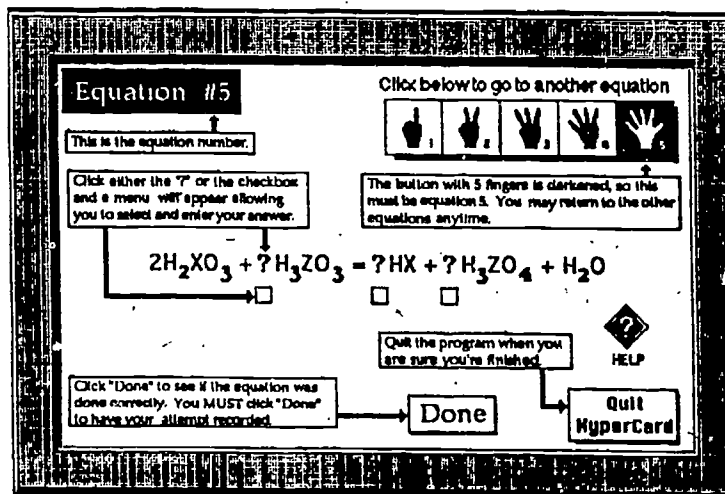 Equation #5
Click below to go to another equation
1 2 3 4 5
This is the equation number.
Click either the "?" or the checkbox
and a menu will appear allowing
you to select and enter your answer.
The button with 5 fingers is darkened, so this
must be equation 5. You may return to the other
equations anytime.
2H₂XO₃ + ?H₃ZO₃ = ?HX + ?H₃ZO₄ + H₂O
?
HELP
Quit the program when you
are sure you're finished.
Click "Done" to see if the equation was
done correctly. You MUST click "Done"
to have your attempt recorded.
Done
Quit
HyperCard